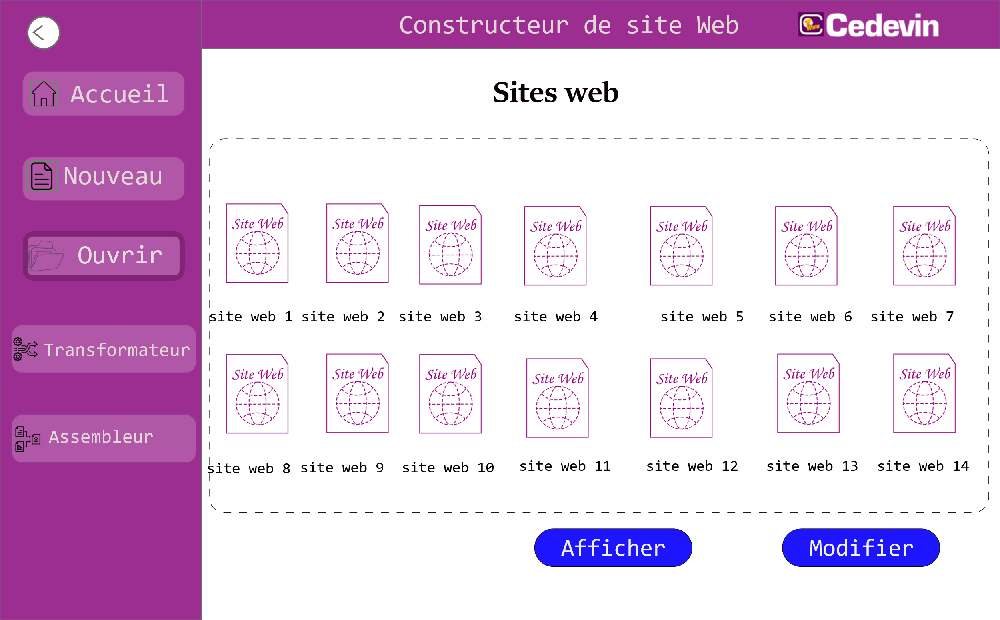 Constructeur de site Web
Cedevin
www
Accueil
Nouveau
Ouvrir
Transformateur
Assembleur
Sites web
Site Web Site Web Site Web Site Web Site Web Site Web Site Web
site web 1 site web 2 site web 3 site web 4 site web 5 site web 6 site web 7
Site Web Site Web Site Web Site Web Site Web Site Web Site Web
site web 8 site web 9 site web 10 site web 11 site web 12 site web 13 site web 14
Afficher Modifier